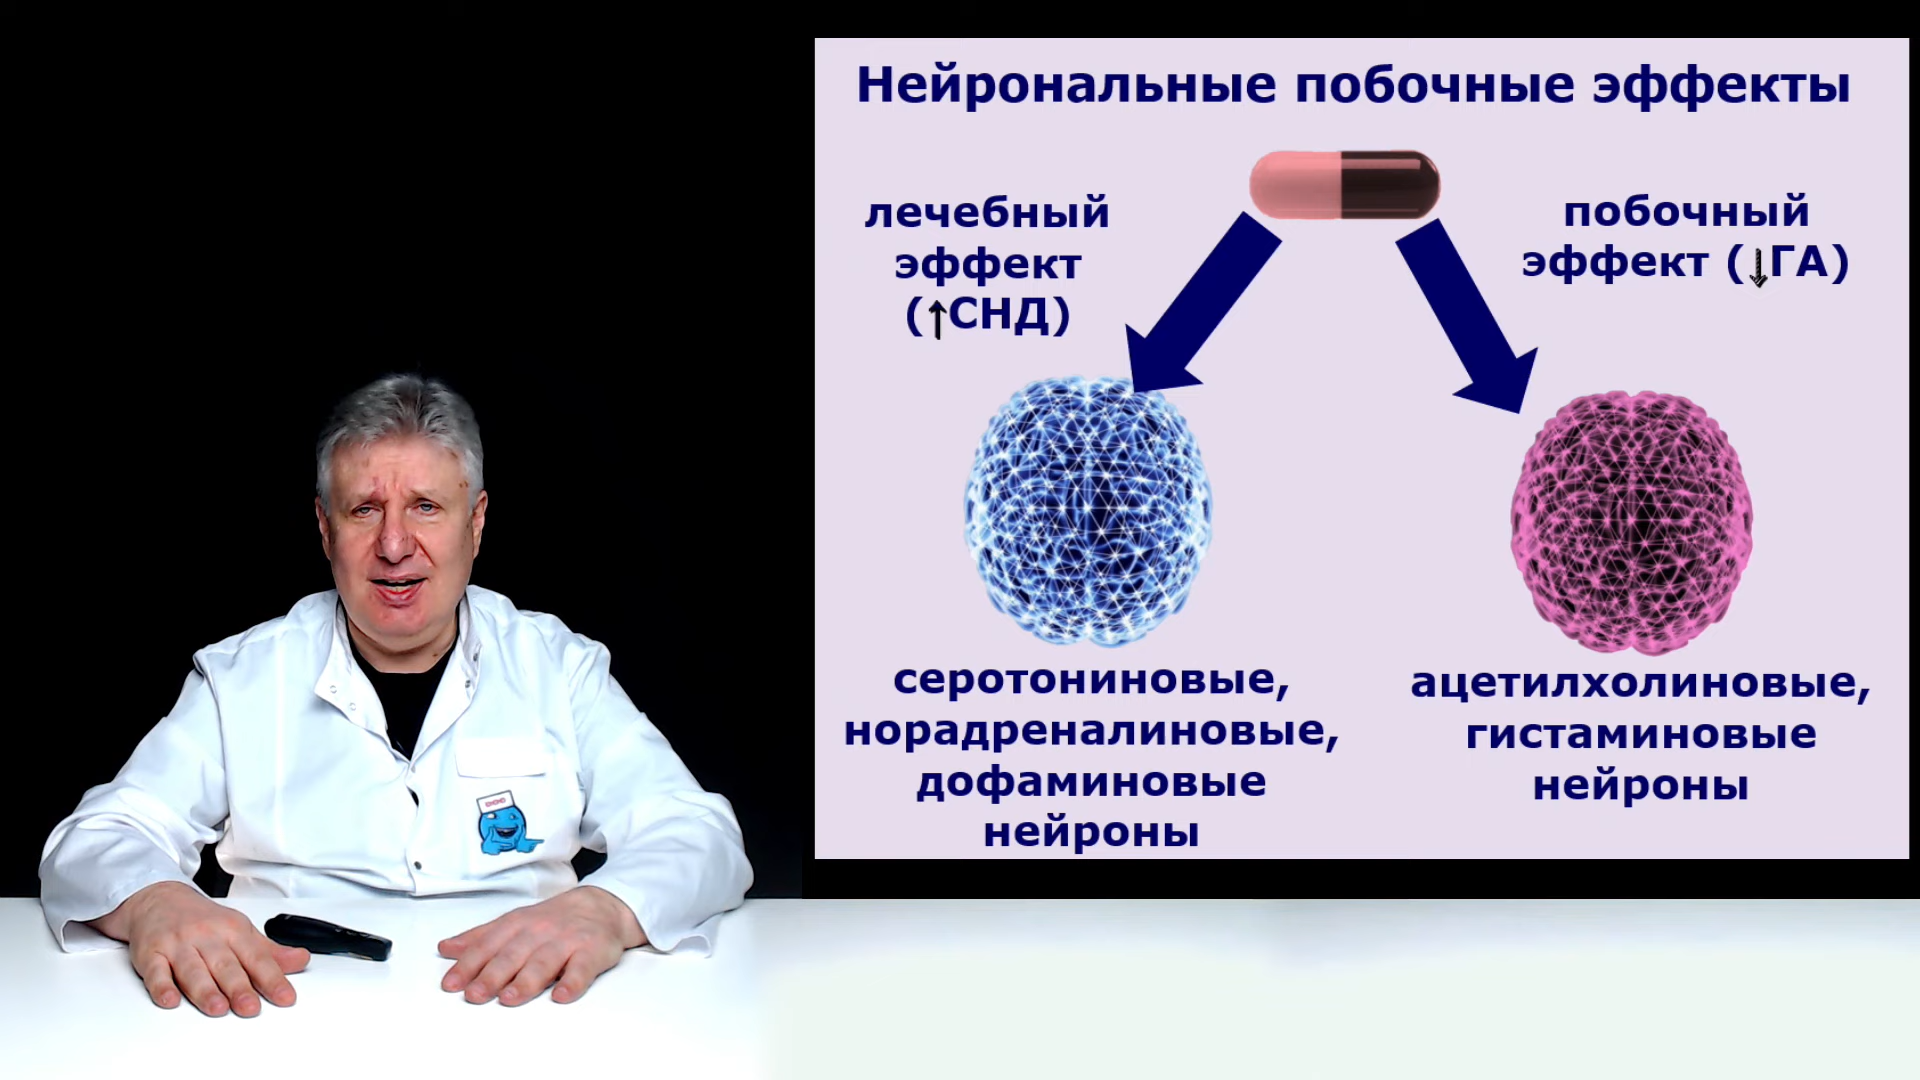 Нейрональные побочные эффекты
лечебный
эффект
(↑СНД)
побочный
эффект (↓ГА)
серотониновые,
норадреналиновые,
дофаминовые
нейроны
ацетилхолиновые,
гистаминовые
нейроны